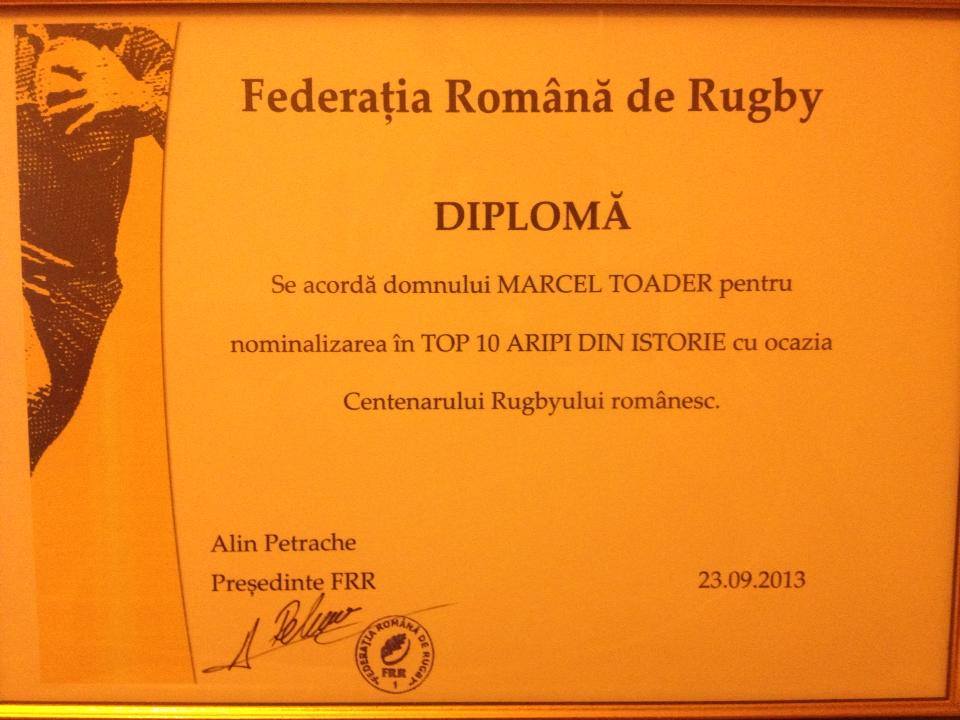 Federația Română de Rugby
DIPLOMĂ
Se acordă domnului MARCEL TOADER pentru
nominalizarea în TOP 10 ARIPI DIN ISTORIE cu ocazia
Centenarului Rugbyului românesc.
Alin Petrache
Președinte FRR
23.09.2013
FEDERAȚIA ROMÂNĂ DE RUGBY
FRR
1